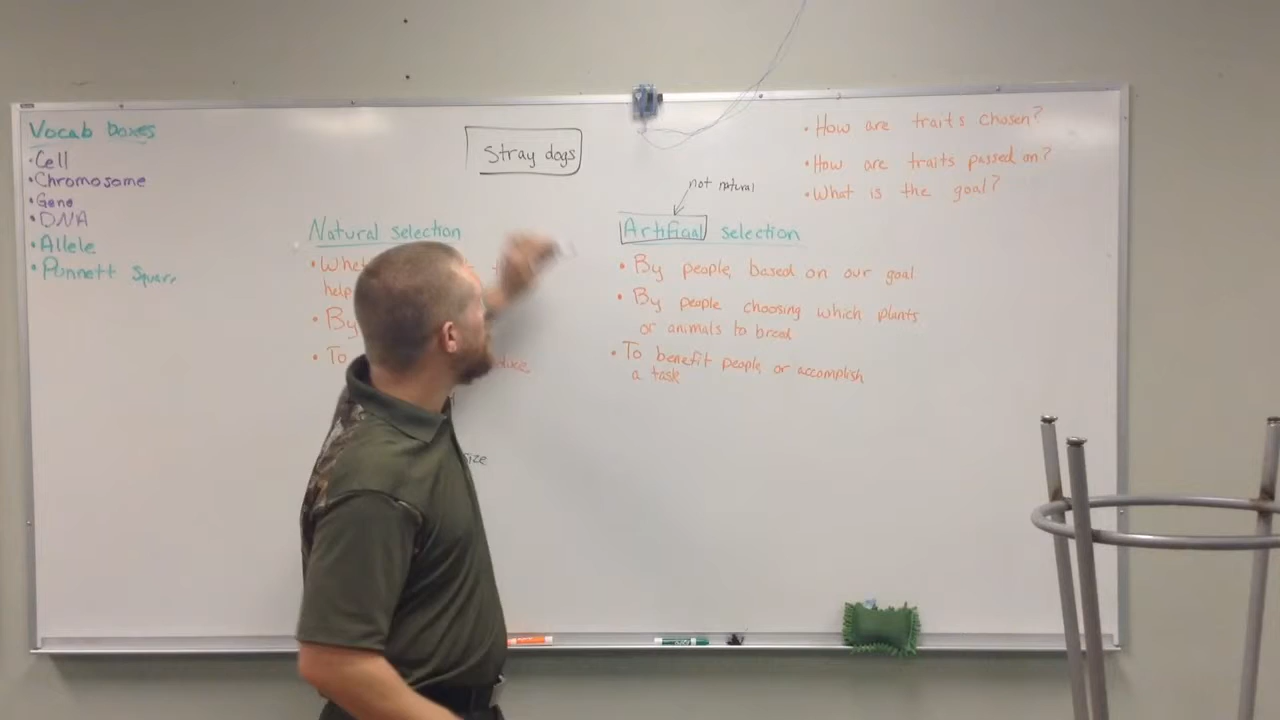 Vocab boxes
• Cell
• Chromosome
• Gene
• DNA
• Allele
• Punnett Squar
Stray dogs
• How are traits chosen?
• How are traits passed on?
• What is the goal?
not natural
Natural selection
• What
help
• By
• To
size
Artificial selection
• By people, based on our goal
• By people choosing which plants
or animals to breed
• To benefit people, or accomplish
a task